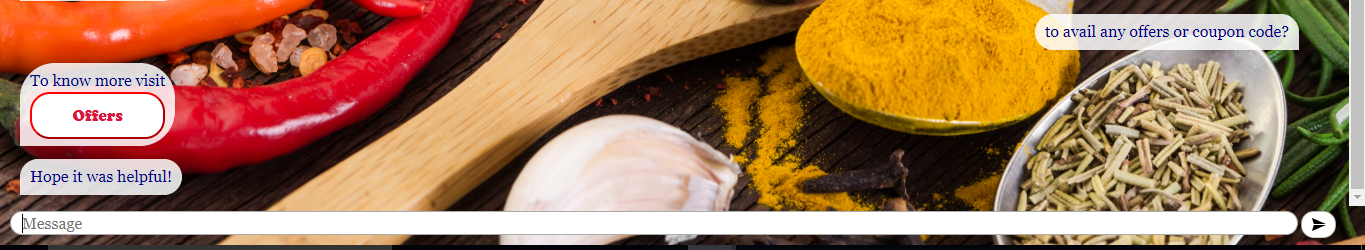 to avail any offers or coupon code?
To know more visit
Offers
Hope it was helpful!
Message